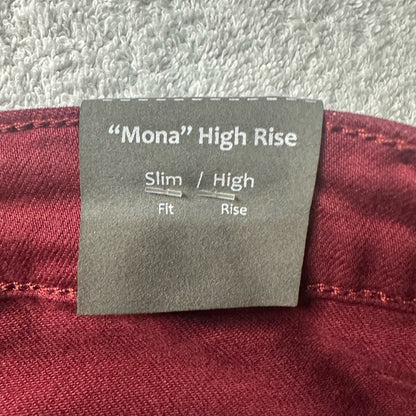 “Mona” High Rise
Slim / High
Fit Rise